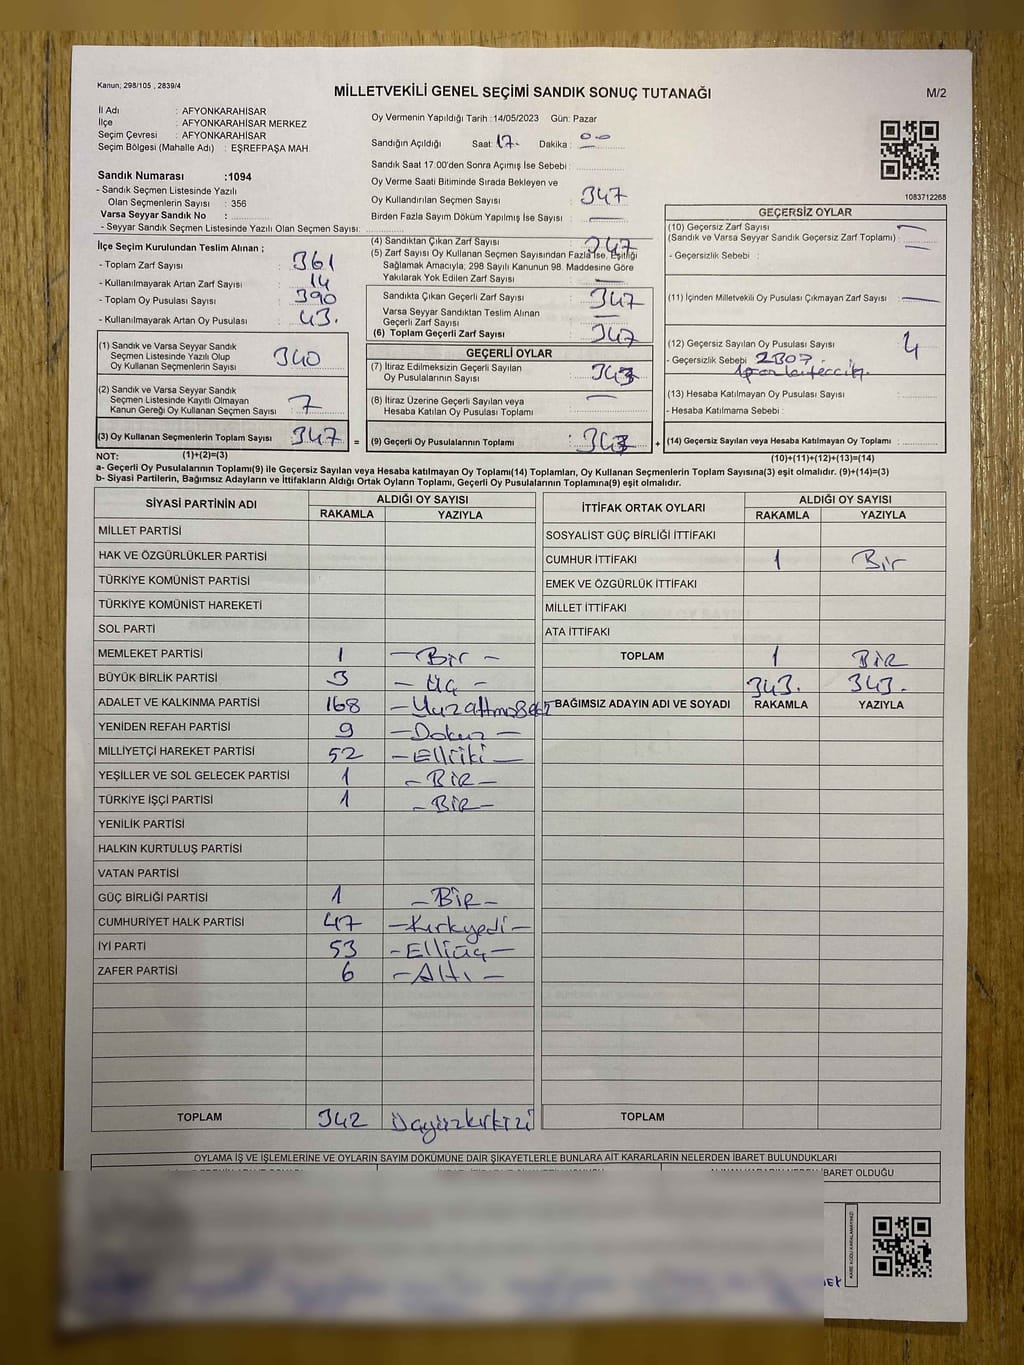 Kanun; 298/105 , 2839/4
MİLLETVEKİLİ GENEL SEÇİMİ SANDIK SONUÇ TUTANAĞI
M/2
İl Adı : AFYONKARAHİSAR
İlçe : AFYONKARAHİSAR MERKEZ
Seçim Çevresi : AFYONKARAHİSAR
Seçim Bölgesi (Mahalle Adı) : EŞREFPAŞA MAH.
Sandık Numarası :1094
- Sandık Seçmen Listesinde Yazılı
Olan Seçmenlerin Sayısı : 356
Varsa Seyyar Sandık No :
- Seyyar Sandık Seçmen Listesinde Yazılı Olan Seçmen Sayısı:
Oy Vermenin Yapıldığı Tarih :14/05/2023 Gün: Pazar
Sandığın Açıldığı Saat: 17 Dakika :
Sandık Saat 17.00'den Sonra Açımış İse Sebebi :
Oy Verme Saati Bitiminde Sırada Bekleyen ve
Oy Kullandırılan Seçmen Sayısı : 347
Birden Fazla Sayım Döküm Yapılmış İse Sayısı : —
1083712268
İlçe Seçim Kurulundan Teslim Alınan ;
- Toplam Zarf Sayısı : 361
- Kullanılmayarak Artan Zarf Sayısı : 14
- Toplam Oy Pusulası Sayısı : 390
- Kullanılmayarak Artan Oy Pusulası : 43.
(1) Sandık ve Varsa Seyyar Sandık
Seçmen Listesinde Yazılı Olup
Oy Kullanan Seçmenlerin Sayısı : 340
(2) Sandık ve Varsa Seyyar Sandık
Seçmen Listesinde Kayıtlı Olmayan
Kanun Gereği Oy Kullanan Seçmen Sayısı : 7
(3) Oy Kullanan Seçmenlerin Toplam Sayısı : 347 =
(4) Sandıktan Çıkan Zarf Sayısı : 347
(5) Zarf Sayısı Oy Kullanan Seçmen Sayısından Fazla İse, Eşitliği
Sağlamak Amacıyla, 298 Sayılı Kanunun 98. Maddesine Göre
Yakılarak Yok Edilen Zarf Sayısı : —
Sandıkta Çıkan Geçerli Zarf Sayısı : 347
Varsa Seyyar Sandıktan Teslim Alınan
Geçerli Zarf Sayısı : —
(6) Toplam Geçerli Zarf Sayısı : 347
GEÇERLİ OYLAR
(7) İtiraz Edilmeksizin Geçerli Sayılan
Oy Pusulalarının Sayısı : 343
(8) İtiraz Üzerine Geçerli Sayılan veya
Hesaba Katılan Oy Pusulası Toplamı : —
(9) Geçerli Oy Pusulalarının Toplamı : 343 +
GEÇERSİZ OYLAR
(10) Geçersiz Zarf Sayısı : —
(Sandık ve Varsa Seyyar Sandık Geçersiz Zarf Toplamı) : —
- Geçersizlik Sebebi :
(11) İçinden Milletvekili Oy Pusulası Çıkmayan Zarf Sayısı : —
(12) Geçersiz Sayılan Oy Pusulası Sayısı : 4
- Geçersizlik Sebebi :
(13) Hesaba Katılmayan Oy Pusulası Sayısı :
- Hesaba Katılmama Sebebi :
(14) Geçersiz Sayılan veya Hesaba Katılmayan Oy Toplamı :
NOT: (1)+(2)=(3)
(10)+(11)+(12)+(13)=(14)
a- Geçerli Oy Pusulalarının Toplamı(9) ile Geçersiz Sayılan veya Hesaba katılmayan Oy Toplamı(14) Toplamları, Oy Kullanan Seçmenlerin Toplam Sayısına(3) eşit olmalıdır. (9)+(14)=(3)
b- Siyasi Partilerin, Bağımsız Adayların ve İttifakların Aldığı Ortak Oyların Toplamı, Geçerli Oy Pusulalarının Toplamına(9) eşit olmalıdır.
SİYASİ PARTİNİN ADI ALDIĞI OY SAYISI
RAKAMLA YAZIYLA
MİLLET PARTİSİ
HAK VE ÖZGÜRLÜKLER PARTİSİ
TÜRKİYE KOMÜNİST PARTİSİ
TÜRKİYE KOMÜNİST HAREKETİ
SOL PARTİ
MEMLEKET PARTİSİ 1 — Bir —
BÜYÜK BİRLİK PARTİSİ 3 — Üç —
ADALET VE KALKINMA PARTİSİ 168 — Yüzaltmışsekiz
YENİDEN REFAH PARTİSİ 9 — Dokuz —
MİLLİYETÇİ HAREKET PARTİSİ 52 — Elliiki —
YEŞİLLER VE SOL GELECEK PARTİSİ 1 — BİR —
TÜRKİYE İŞÇİ PARTİSİ 1 — BİR —
YENİLİK PARTİSİ
HALKIN KURTULUŞ PARTİSİ
VATAN PARTİSİ
GÜÇ BİRLİĞİ PARTİSİ 1 — BİR —
CUMHURİYET HALK PARTİSİ 47 — Kırkyedi —
İYİ PARTİ 53 — Elliüç —
ZAFER PARTİSİ 6 — Altı —
TOPLAM 342
İTTİFAK ORTAK OYLARI ALDIĞI OY SAYISI
RAKAMLA YAZIYLA
SOSYALİST GÜÇ BİRLİĞİ İTTİFAKI
CUMHUR İTTİFAKI 1 Bir
EMEK VE ÖZGÜRLÜK İTTİFAKI
MİLLET İTTİFAKI
ATA İTTİFAKI
TOPLAM 1 BİR
343. 343.
BAĞIMSIZ ADAYIN ADI VE SOYADI RAKAMLA YAZIYLA
TOPLAM
OYLAMA İŞ VE İŞLEMLERİNE VE OYLARIN SAYIM DÖKÜMÜNE DAİR ŞİKAYETLERLE BUNLARA AİT KARARLARIN NELERDEN İBARET BULUNDUKLARI
İBARET OLDUĞU
KARE KODU KARALAMAYINIZ!